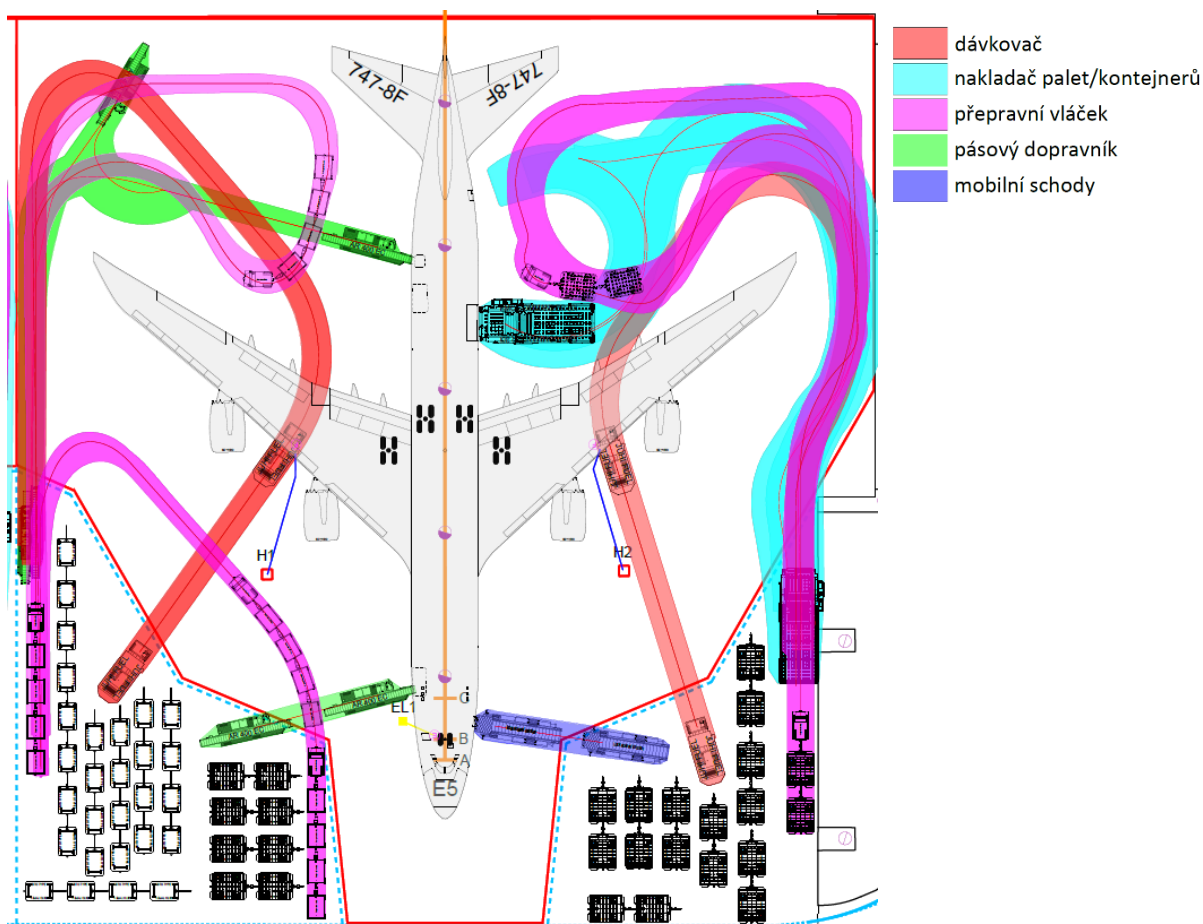 747-8F
747-8F
dávkovač
nakladač palet/kontejnerů
přepravní vláček
pásový dopravník
mobilní schody
H1
H2
EL1
C
B
A
E5